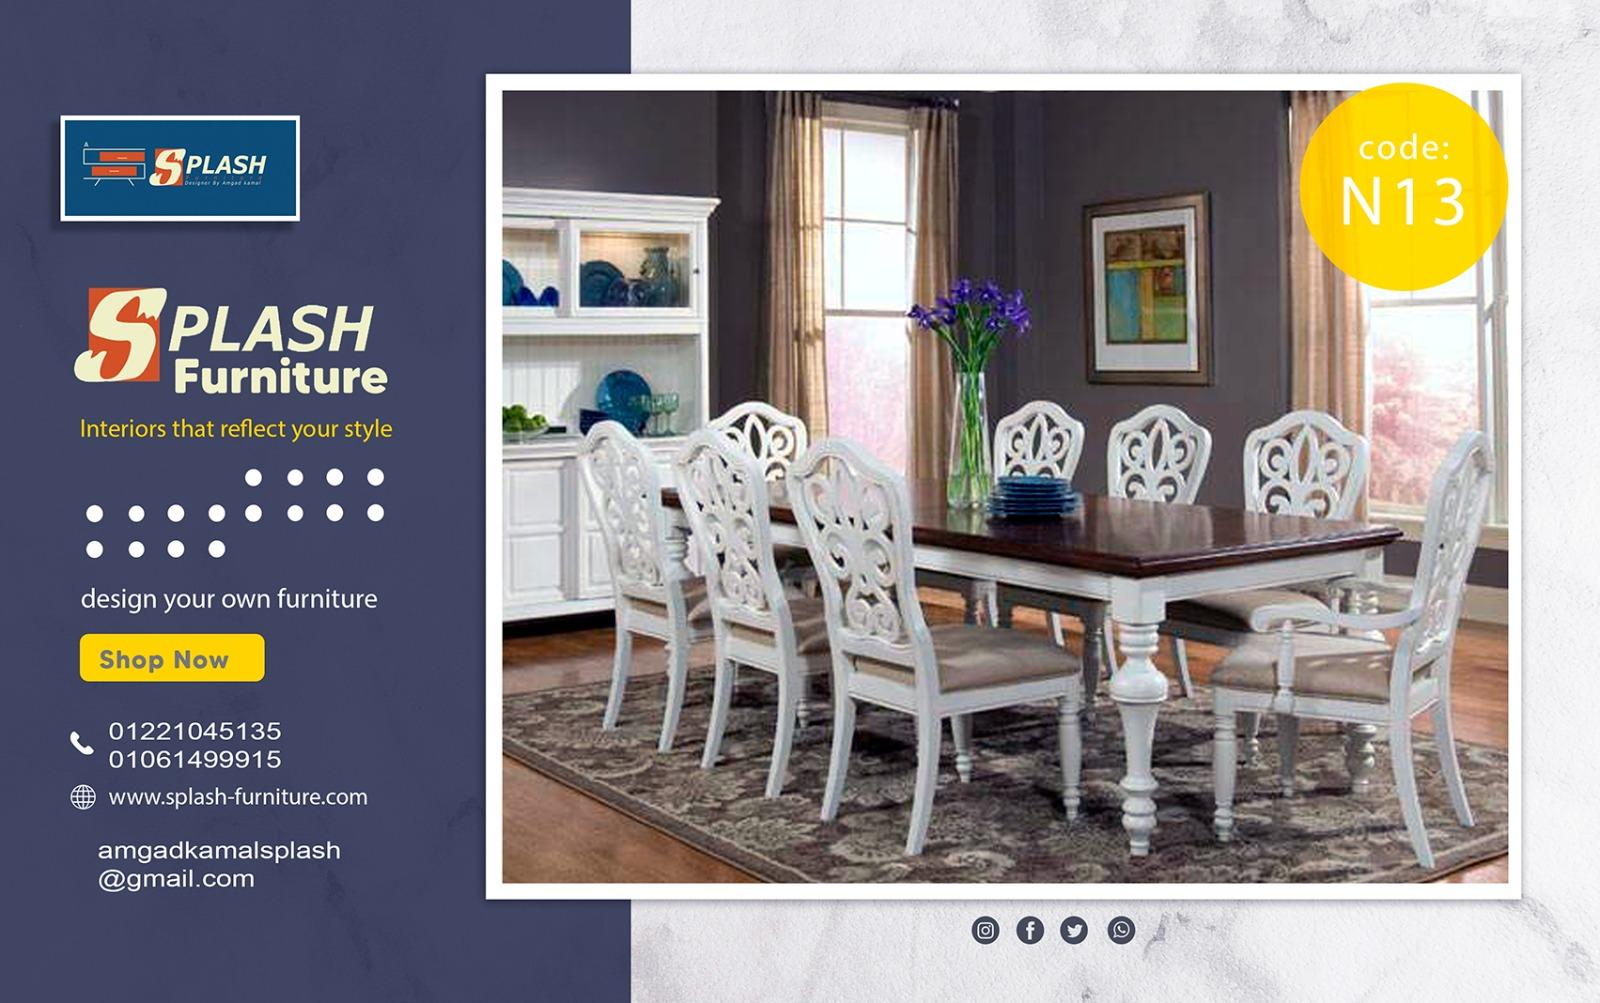 SPLASH
Furniture
Designer By Amgad kamal
SPLASH
Furniture
Interiors that reflect your style
design your own furniture
Shop Now
01221045135
01061499915
www.splash-furniture.com
amgadkamalsplash
@gmail.com
code:
N13